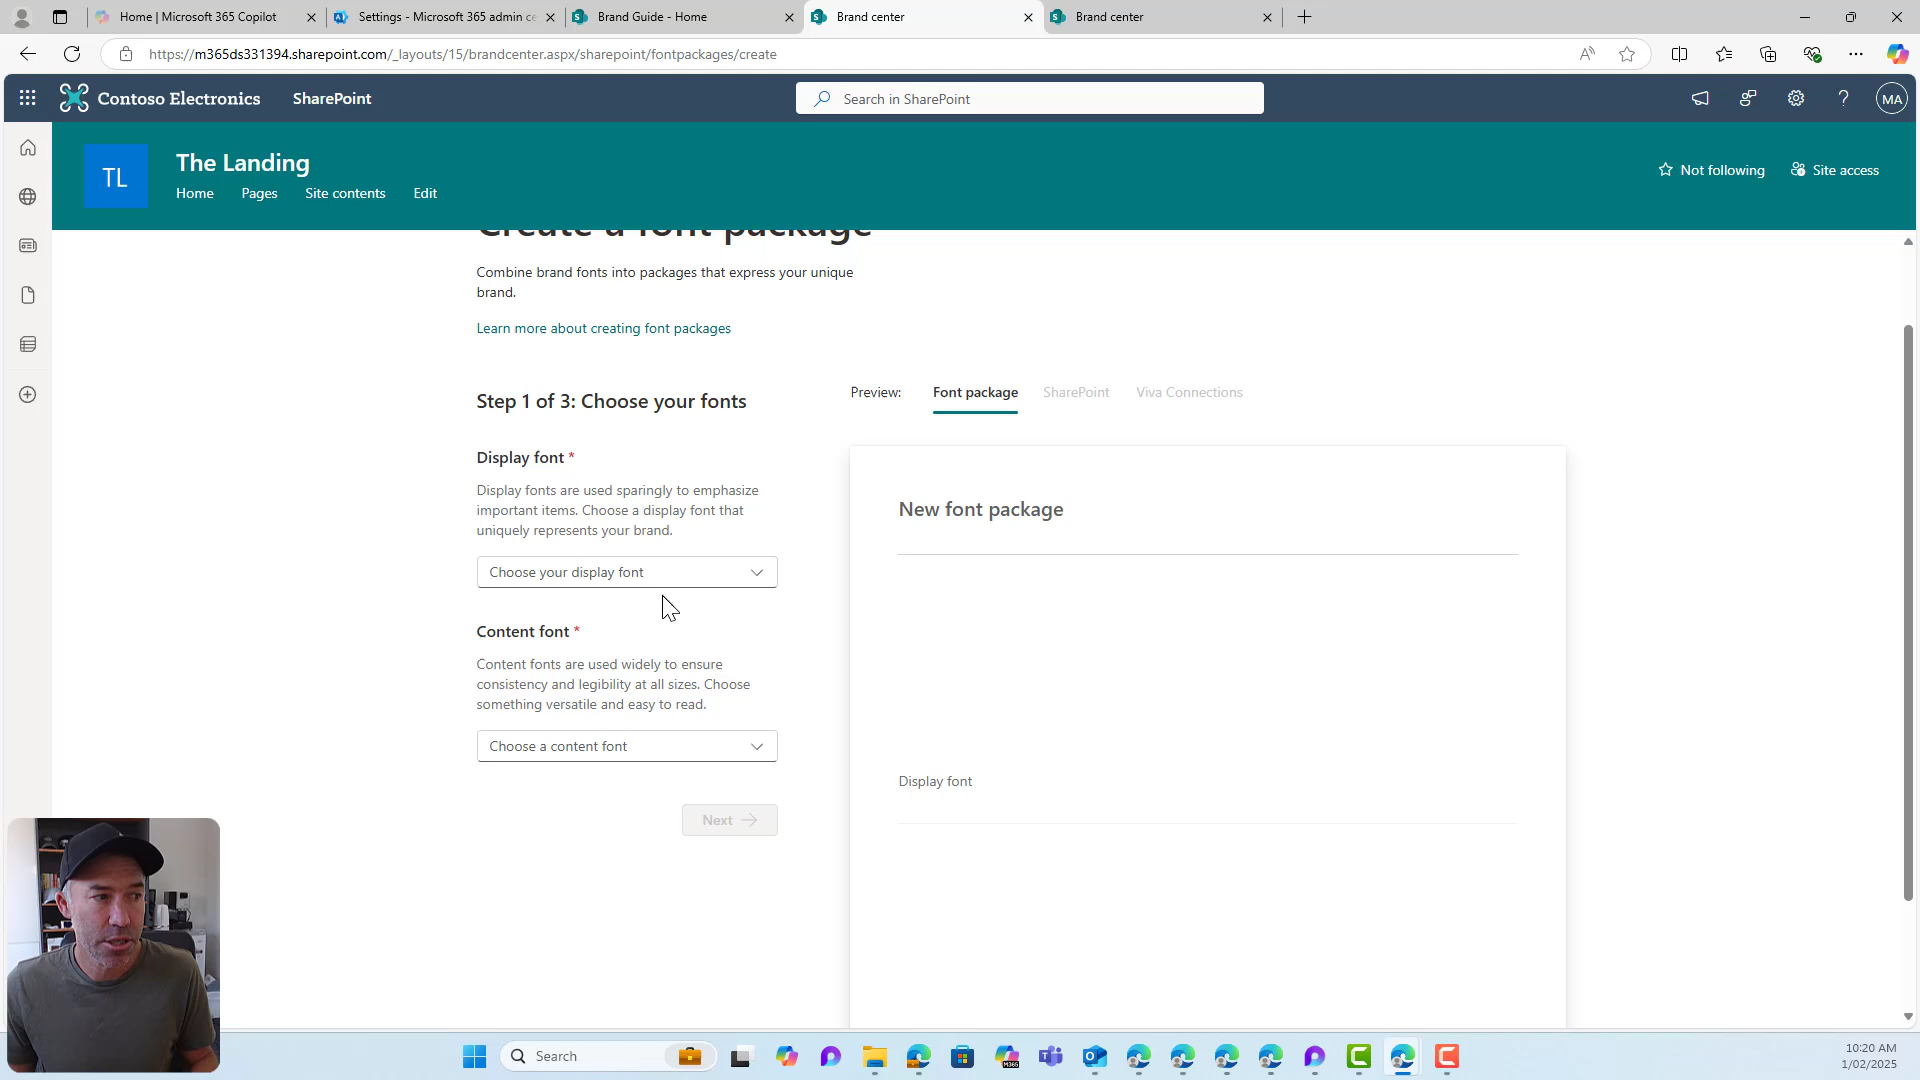 Home | Microsoft 365 Copilot
Settings - Microsoft 365 admin ce
Brand Guide - Home
Brand center
Brand center
https://m365ds331394.sharepoint.com/_layouts/15/brandcenter.aspx/sharepoint/fontpackages/create
Contoso Electronics
SharePoint
Search in SharePoint
MA
TL
The Landing
Home
Pages
Site contents
Edit
Not following
Site access
Create a font package
Combine brand fonts into packages that express your unique
brand.
Learn more about creating font packages
Step 1 of 3: Choose your fonts
Display font *
Display fonts are used sparingly to emphasize
important items. Choose a display font that
uniquely represents your brand.
Choose your display font
Content font *
Content fonts are used widely to ensure
consistency and legibility at all sizes. Choose
something versatile and easy to read.
Choose a content font
Next
Preview:
Font package
SharePoint
Viva Connections
New font package
Display font
Search
M365
10:20 AM
1/02/2025